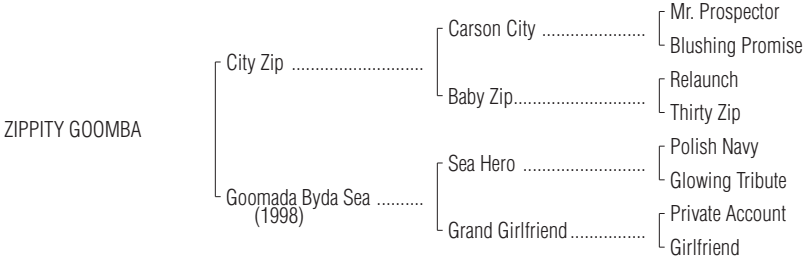 Mr. Prospector
Carson City ......................
Blushing Promise
City Zip ............................
Relaunch
Baby Zip............................
Thirty Zip
ZIPPITY GOOMBA
Polish Navy
Sea Hero ..........................
Glowing Tribute
Goomada Byda Sea ..........
(1998)
Private Account
Grand Girlfriend................
Girlfriend